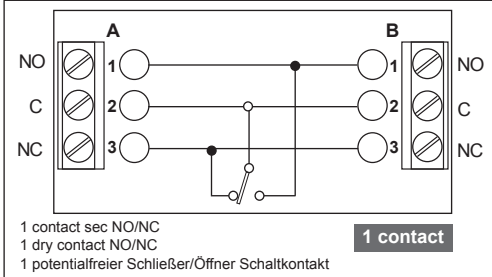 A B
NO 1 1 NO
C 2 2 C
NC 3 3 NC
1 contact sec NO/NC
1 dry contact NO/NC
1 contact
1 potentialfreier Schließer/Öffner Schaltkontakt